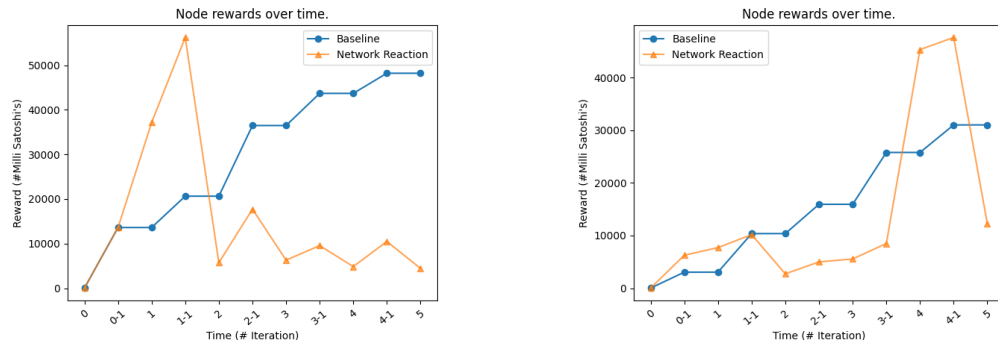 Node rewards over time.
Baseline
Network Reaction
Reward (#Milli Satoshi's)
50000
40000
30000
20000
10000
0
0 0-1 1 1-1 2 2-1 3 3-1 4 4-1 5
Time (# Iteration)
Node rewards over time.
Baseline
Network Reaction
Reward (#Milli Satoshi's)
40000
30000
20000
10000
0
0 0-1 1 1-1 2 2-1 3 3-1 4 4-1 5
Time (# Iteration)